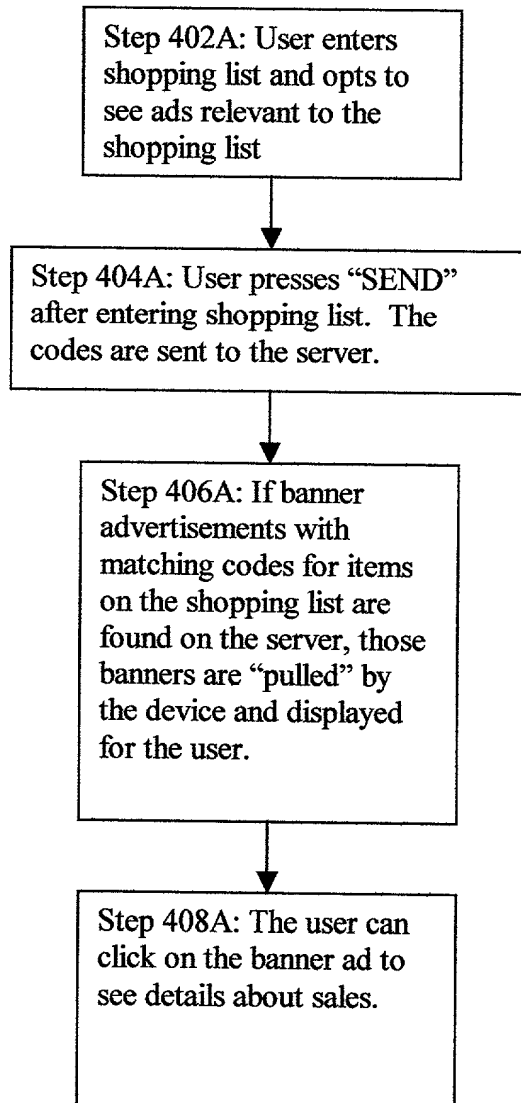 Step 402A: User enters
shopping list and opts to
see ads relevant to the
shopping list
Step 404A: User presses “SEND”
after entering shopping list. The
codes are sent to the server.
Step 406A: If banner
advertisements with
matching codes for items
on the shopping list are
found on the server, those
banners are “pulled” by
the device and displayed
for the user.
Step 408A: The user can
click on the banner ad to
see details about sales.